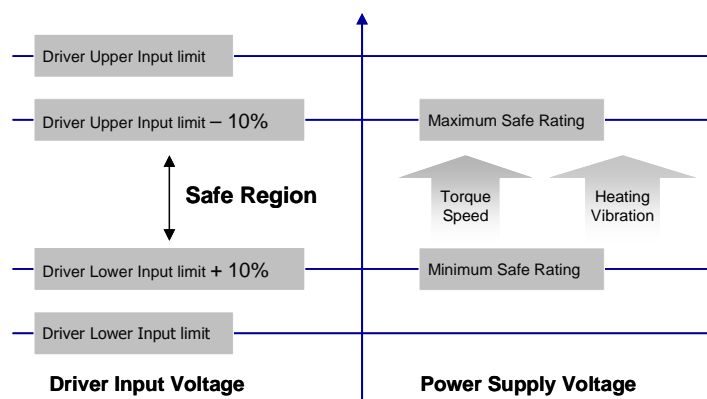 Driver Upper Input limit
Driver Upper Input limit – 10%
Maximum Safe Rating
Safe Region
Torque
Speed
Heating
Vibration
Driver Lower Input limit + 10%
Minimum Safe Rating
Driver Lower Input limit
Driver Input Voltage
Power Supply Voltage